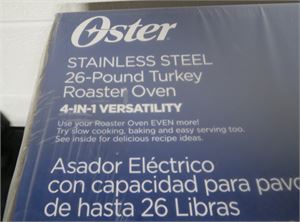 Oster
STAINLESS STEEL
26-Pound Turkey
Roaster Oven
4-IN-1 VERSATILITY
Use your Roaster Oven EVEN more!
Try slow cooking, baking and easy serving too.
See inside for delicious recipe ideas.
Asador Eléctrico
con capacidad para pavo
de hasta 26 Libras